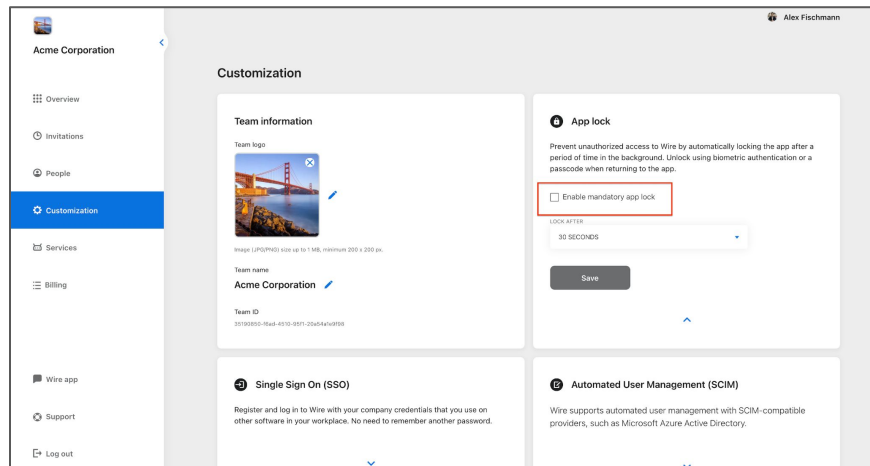 Alex Fischmann
Acme Corporation
Overview
Invitations
People
Customization
Services
Billing
Wire app
Support
Log out
Customization
Team information
Team logo
Image (JPG/PNG) size up to 1 MB, minimum 200 x 200 px.
Team name
Acme Corporation
Team ID
App lock
Prevent unauthorized access to Wire by automatically locking the app after a
period of time in the background. Unlock using biometric authentication or a
passcode when returning to the app.
Enable mandatory app lock
LOCK AFTER
30 SECONDS
Save
Single Sign On (SSO)
Register and log in to Wire with your company credentials that you use on
other software in your workplace. No need to remember another password.
Automated User Management (SCIM)
Wire supports automated user management with SCIM-compatible
providers, such as Microsoft Azure Active Directory.